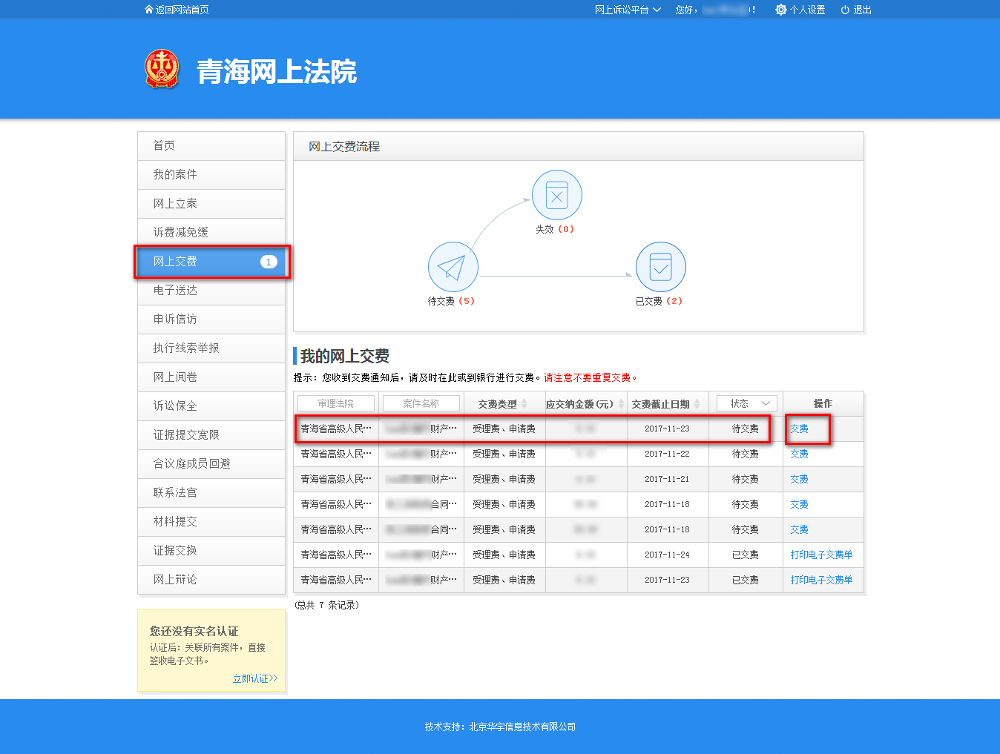 返回网站首页
网上诉讼平台 您好， ！ 个人设置 退出
青海网上法院
首页
我的案件
网上立案
诉费减免缓
网上交费 1
电子送达
申诉信访
执行线索举报
网上阅卷
诉讼保全
证据提交宽限
合议庭成员回避
联系法官
材料提交
证据交换
网上辩论
您还没有实名认证
认证后：关联所有案件，直接
签收电子文书。
立即认证>>
网上交费流程
失效（0）
待交费（5）
已交费（2）
我的网上交费
提示：您收到交费通知后，请及时在此或到银行进行交费。请注意不要重复交费。
审理法院 案件名称 交费类型 应交纳金额(元) 交费截止日期 状态 操作
青海省高级人民… 财产… 受理费、申请费 2017-11-23 待交费 交费
青海省高级人民… 财产… 受理费、申请费 2017-11-22 待交费 交费
青海省高级人民… 财产… 受理费、申请费 2017-11-21 待交费 交费
青海省高级人民… 合同… 受理费、申请费 2017-11-18 待交费 交费
青海省高级人民… 合同… 受理费、申请费 2017-11-18 待交费 交费
青海省高级人民… 财产… 受理费、申请费 2017-11-24 已交费 打印电子交费单
青海省高级人民… 财产… 受理费、申请费 2017-11-23 已交费 打印电子交费单
(总共 7 条记录)
技术支持：北京华宇信息技术有限公司